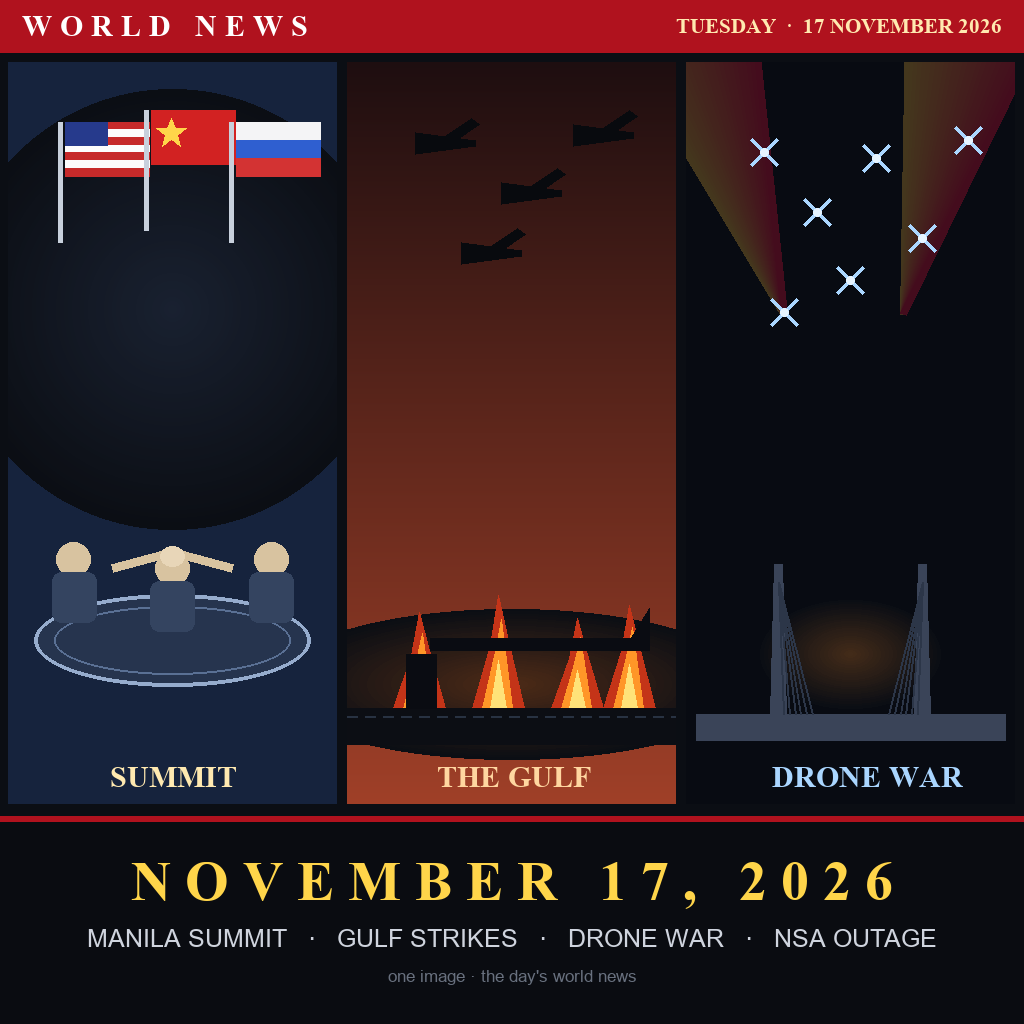 WORLD NEWS
TUESDAY · 17 NOVEMBER 2026
SUMMIT
THE GULF
DRONE WAR
NOVEMBER 17, 2026
MANILA SUMMIT · GULF STRIKES · DRONE WAR · NSA OUTAGE
one image · the day's world news